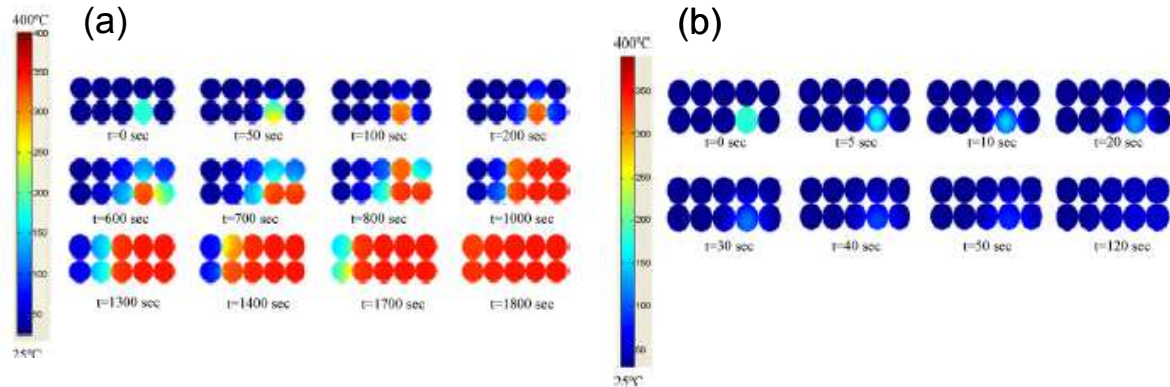 (a)
400°C
400
350
300
250
200
150
100
50
25°C
t=0 sec
t=50 sec
t=100 sec
t=200 sec
t=600 sec
t=700 sec
t=800 sec
t=1000 sec
t=1300 sec
t=1400 sec
t=1700 sec
t=1800 sec
(b)
400°C
350
300
250
200
150
100
50
25°C
t=0 sec
t=5 sec
t=10 sec
t=20 sec
t=30 sec
t=40 sec
t=50 sec
t=120 sec